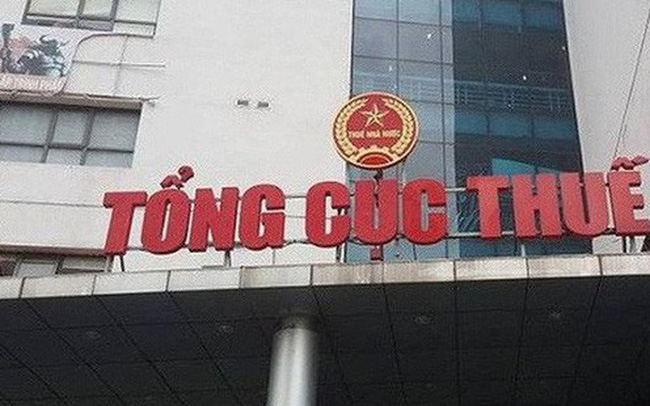 THUẾ NHÀ NƯỚC
TỔNG CỤC THUẾ